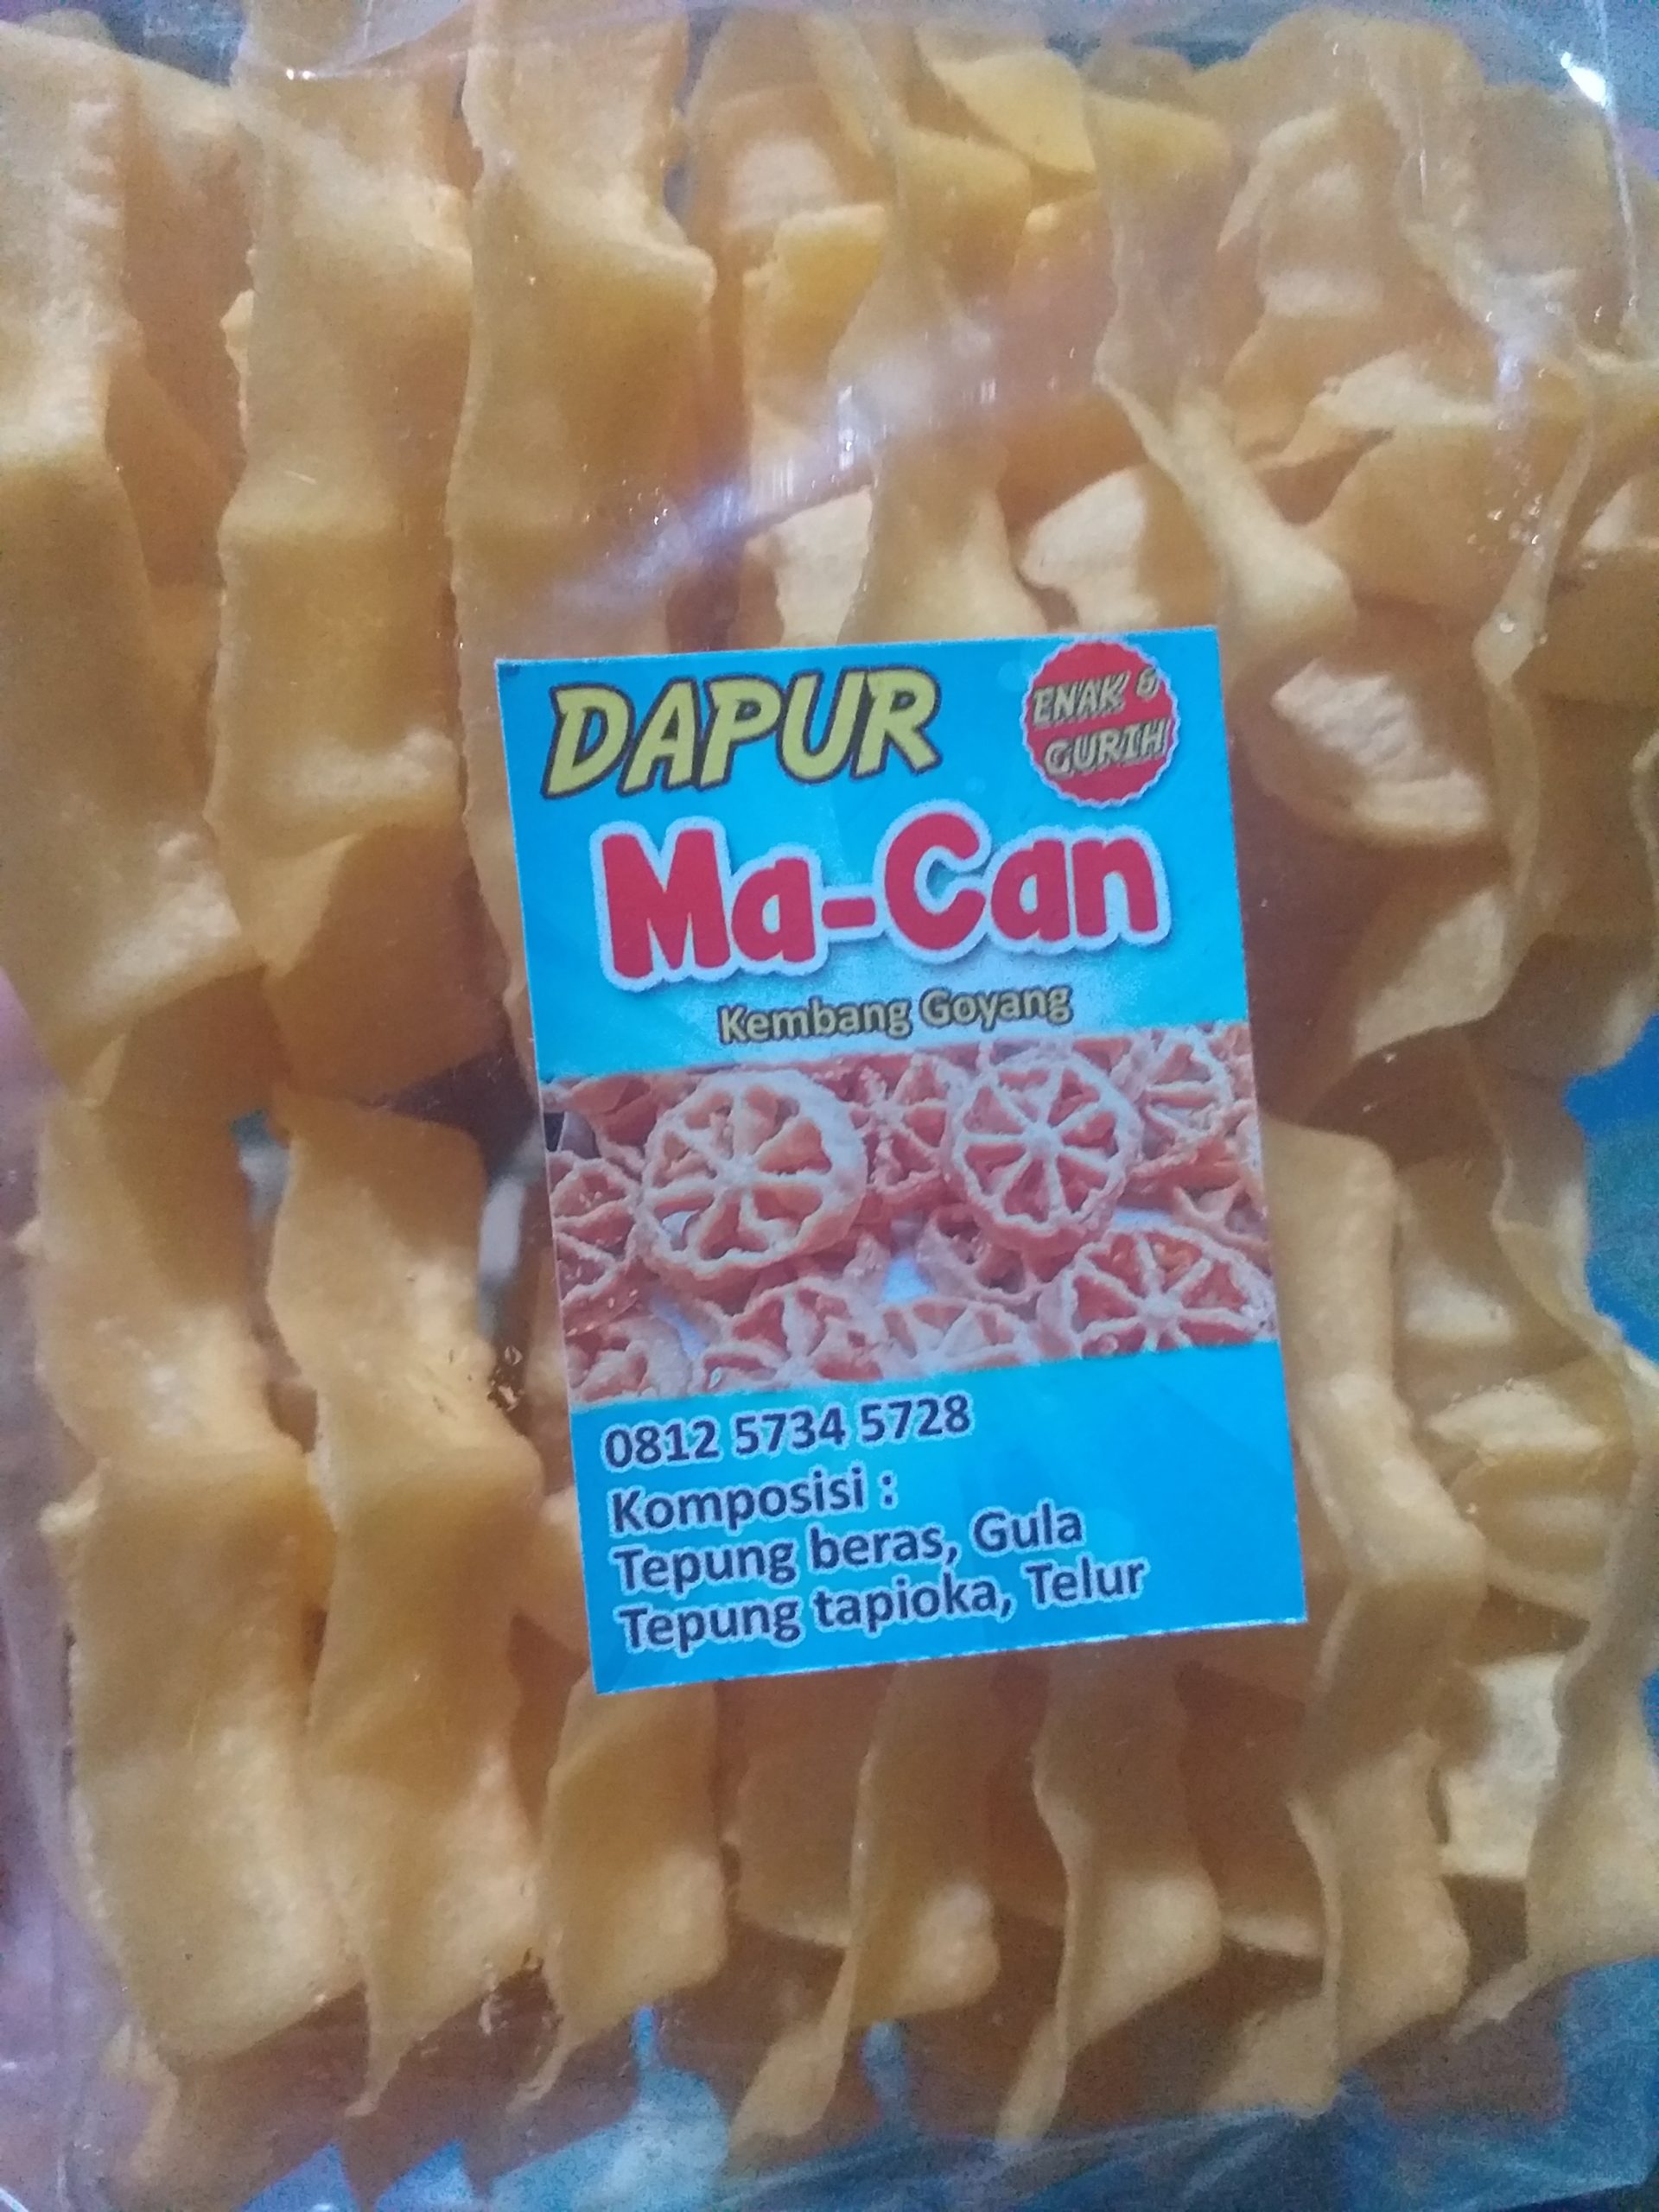 DAPUR
ENAK &
GURIH
Ma-Can
Kembang Goyang
0812 5734 5728
Komposisi :
Tepung beras, Gula
Tepung tapioka, Telur